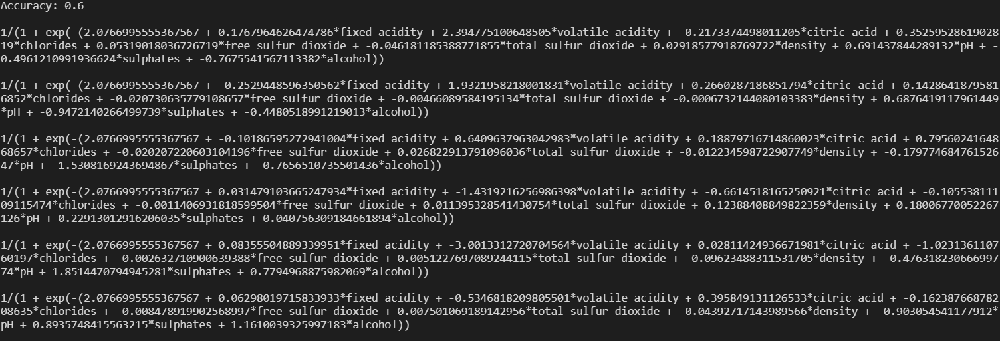 Accuracy: 0.6
1/(1 + exp(-(2.0766995555367567 + 0.1767964626474786*fixed acidity + 2.394775100648505*volatile acidity + -0.2173374498011205*citric acid + 0.35259528619028
19*chlorides + 0.05319018036726719*free sulfur dioxide + -0.046181185388771855*total sulfur dioxide + 0.02918577918769722*density + 0.691437844289132*pH + -
0.4961210991936624*sulphates + -0.7675541567113382*alcohol))
1/(1 + exp(-(2.0766995555367567 + -0.2529448596350562*fixed acidity + 1.9321958218001831*volatile acidity + 0.2660287186851794*citric acid + 0.1428641879581
6852*chlorides + -0.020730635779108657*free sulfur dioxide + -0.00466089584195134*total sulfur dioxide + -0.0006732144080103383*density + 0.6876419117961449
*pH + -0.9472140266499739*sulphates + -0.4480518991219013*alcohol))
1/(1 + exp(-(2.0766995555367567 + -0.10186595272941004*fixed acidity + 0.6409637963042983*volatile acidity + 0.18879716714860023*citric acid + 0.79560241648
68657*chlorides + -0.020207220603104196*free sulfur dioxide + 0.026822913791096036*total sulfur dioxide + -0.012234598722907749*density + -0.179774684761526
47*pH + -1.5308169243694867*sulphates + -0.7656510735501436*alcohol))
1/(1 + exp(-(2.0766995555367567 + 0.031479103665247934*fixed acidity + -1.4319216256986398*volatile acidity + -0.6614518165250921*citric acid + -0.105538111
09115474*chlorides + -0.0011406931818599504*free sulfur dioxide + 0.011395328541430754*total sulfur dioxide + 0.12388408849822359*density + 0.18006770052267
126*pH + 0.22913012916206035*sulphates + 0.040756309184661894*alcohol))
1/(1 + exp(-(2.0766995555367567 + 0.08355504889339951*fixed acidity + -3.0013312720704564*volatile acidity + 0.02811424936671981*citric acid + -1.0231361107
60197*chlorides + -0.002632710900639388*free sulfur dioxide + 0.0051227697089244115*total sulfur dioxide + -0.09623488311531705*density + -0.476318230666997
74*pH + 1.8514470794945281*sulphates + 0.7794968875982069*alcohol))
1/(1 + exp(-(2.0766995555367567 + 0.06298019715833933*fixed acidity + -0.5346818209805501*volatile acidity + 0.395849131126533*citric acid + -0.162387668782
08635*chlorides + -0.008478919902568997*free sulfur dioxide + 0.007501069189142956*total sulfur dioxide + -0.04392717143989566*density + -0.903054541177912*
pH + 0.8935748415563215*sulphates + 1.1610039325997183*alcohol))